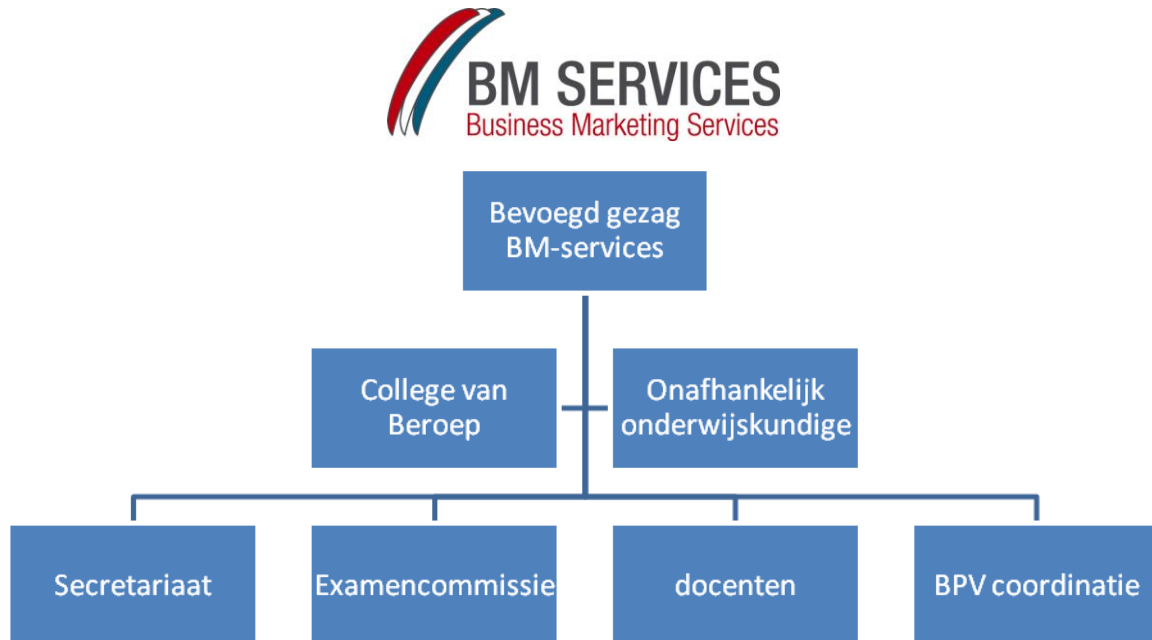 BM SERVICES
Business Marketing Services
Bevoegd gezag
BM-services
College van
Beroep
Onafhankelijk
onderwijskundige
Secretariaat
Examencommissie
docenten
BPV coordinatie